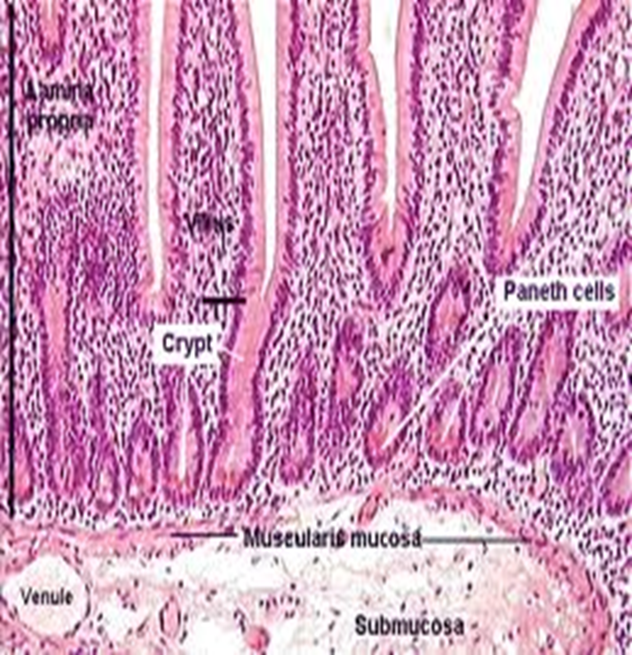 Lamina
propria
Villus
Paneth cells
Crypt
Muscularis mucosa
Venule
Submucosa